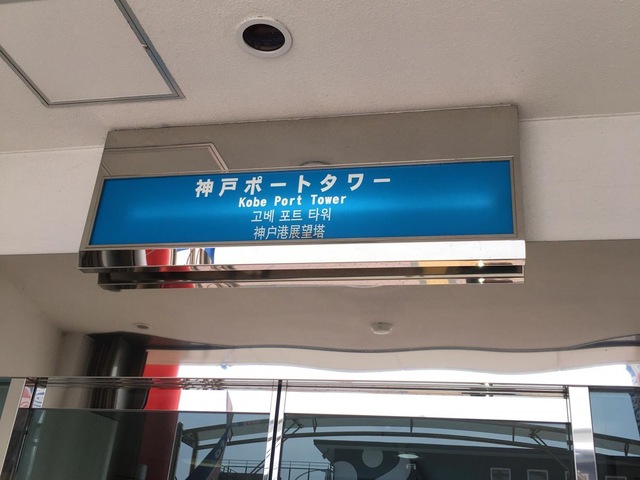 神戸ポートタワー
Kobe Port Tower
고베 포트 타워
神户港展望塔